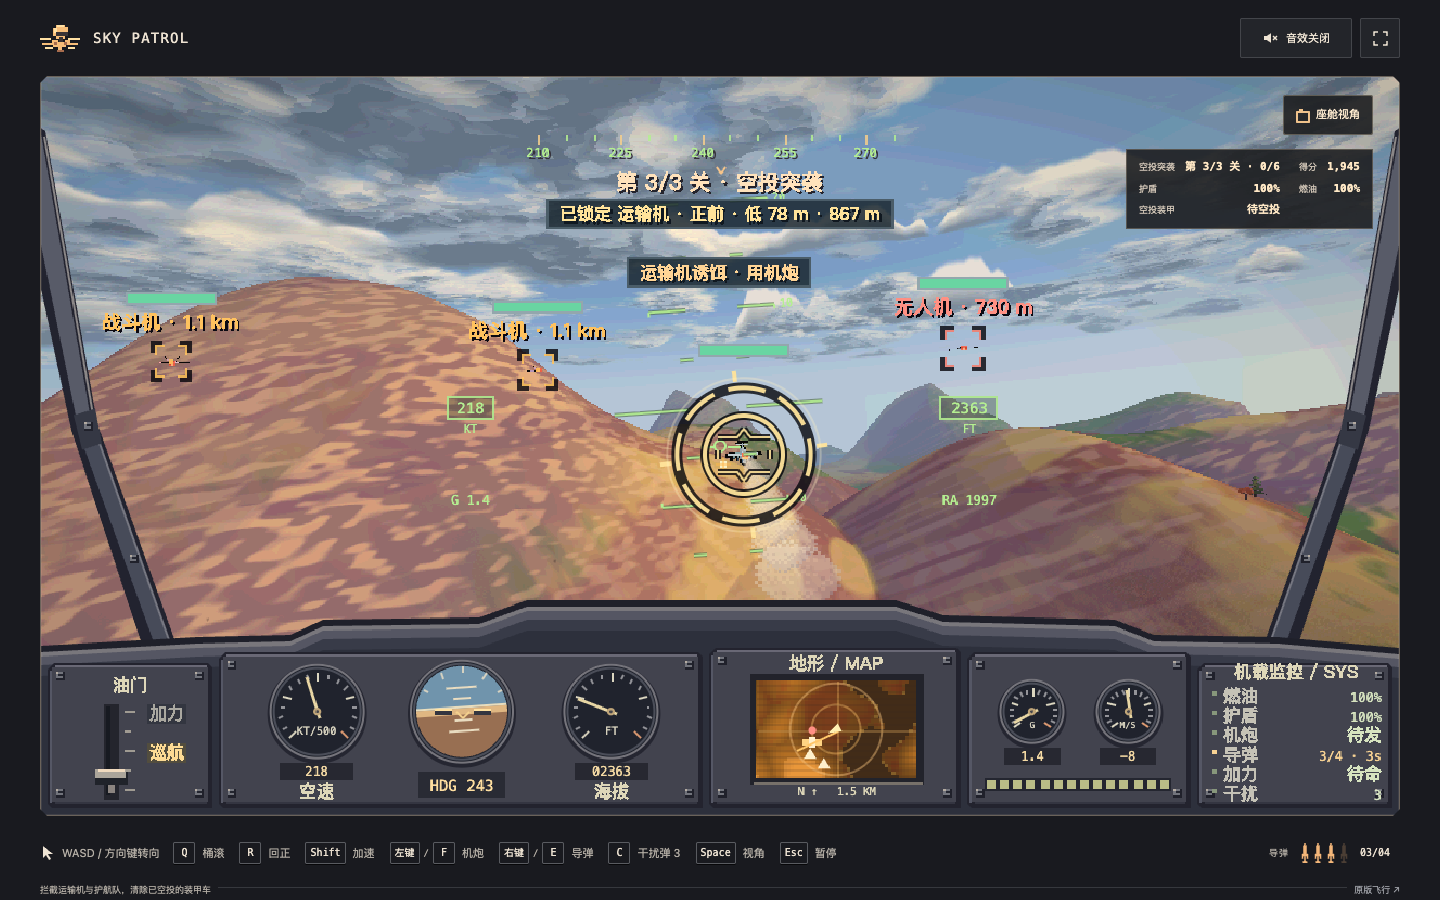 SKY PATROL
音效关闭
座舱视角
210 225 240 255 270
第 3/3 关 · 空投突袭
已锁定 运输机 · 正前 · 低 78 m · 867 m
运输机诱饵 · 用机炮
空投突袭 第 3/3 关 · 0/6 得分 1,945
护盾 100% 燃油 100%
空投装甲 待空投
战斗机 · 1.1 km
战斗机 · 1.1 km
无人机 · 730 m
218
KT
2363
FT
G 1.4
RA 1997
油门
加力
巡航
KT/500
218
空速
HDG 243
FT
02363
海拔
地形 / MAP
N ↑ 1.5 KM
G
1.4
M/S
-8
机载监控 / SYS
燃油 100%
护盾 100%
机炮 待发
导弹 3/4 · 3s
加力 待命
干扰 3
WASD / 方向键转向 Q 桶滚 R 回正 Shift 加速 左键 / F 机炮 右键 / E 导弹 C 干扰弹 3 Space 视角 Esc 暂停
导弹 03/04
拦截运输机与护航队，清除已空投的装甲车
原版飞行 ↗